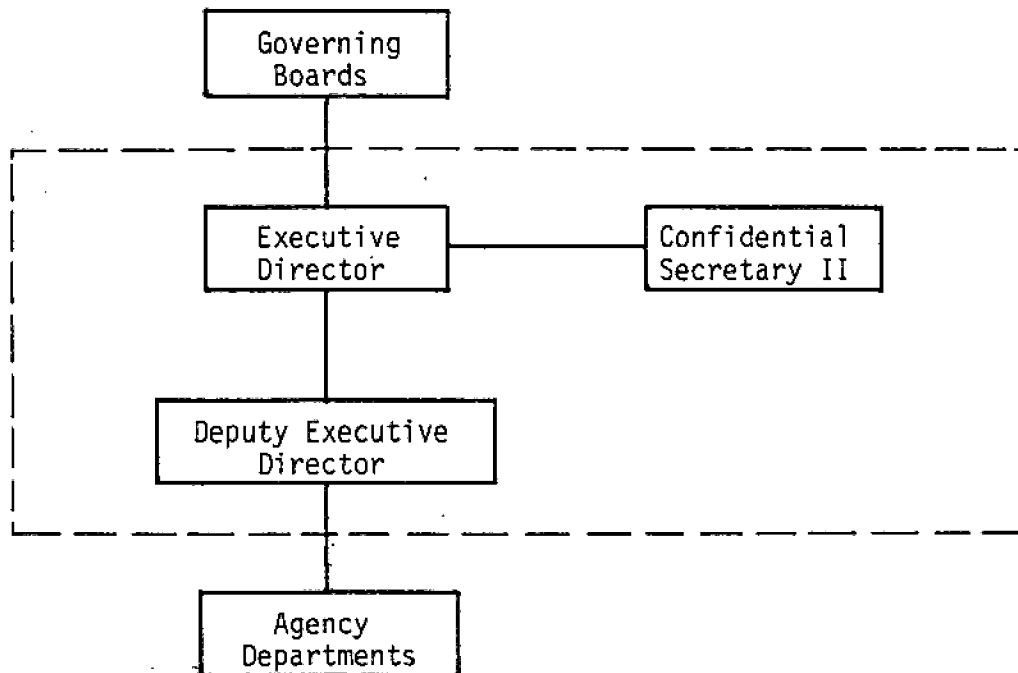 Governing
Boards
Executive
Director
Confidential
Secretary II
Deputy Executive
Director
Agency
Departments